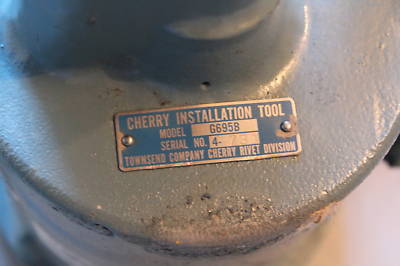 CHERRY INSTALLATION TOOL
MODEL G695B
SERIAL NO. 4-
TOWNSEND COMPANY CHERRY RIVET DIVISION